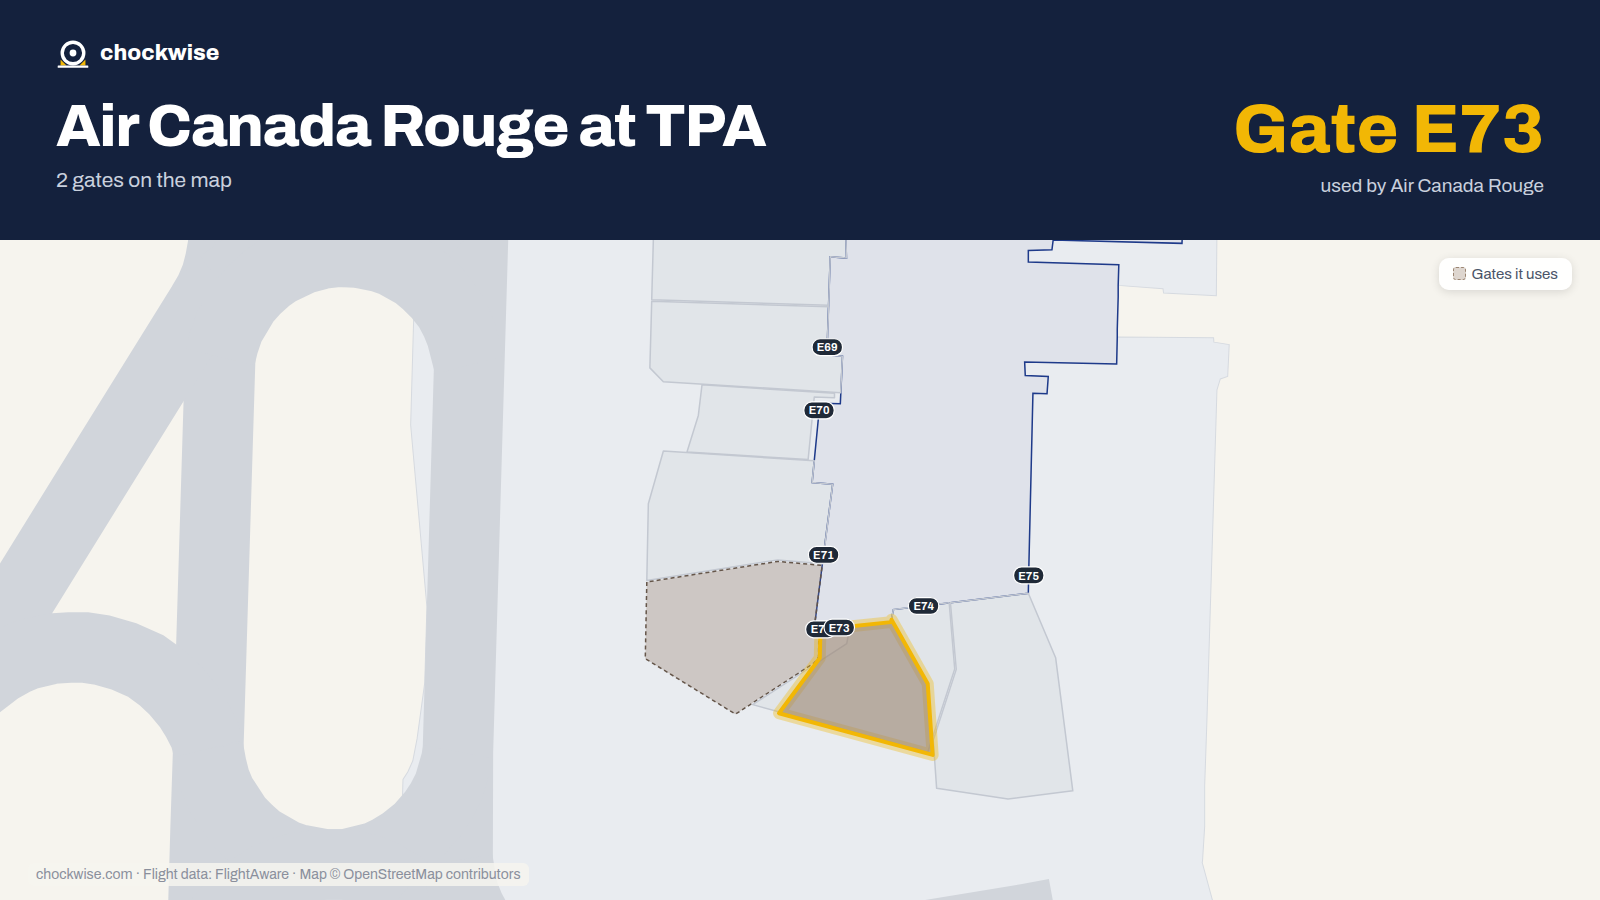 chockwise
Air Canada Rouge at TPA
2 gates on the map
Gate E73
used by Air Canada Rouge
Gates it uses
E69
E70
E71
E75
E74
E73
chockwise.com · Flight data: FlightAware · Map © OpenStreetMap contributors